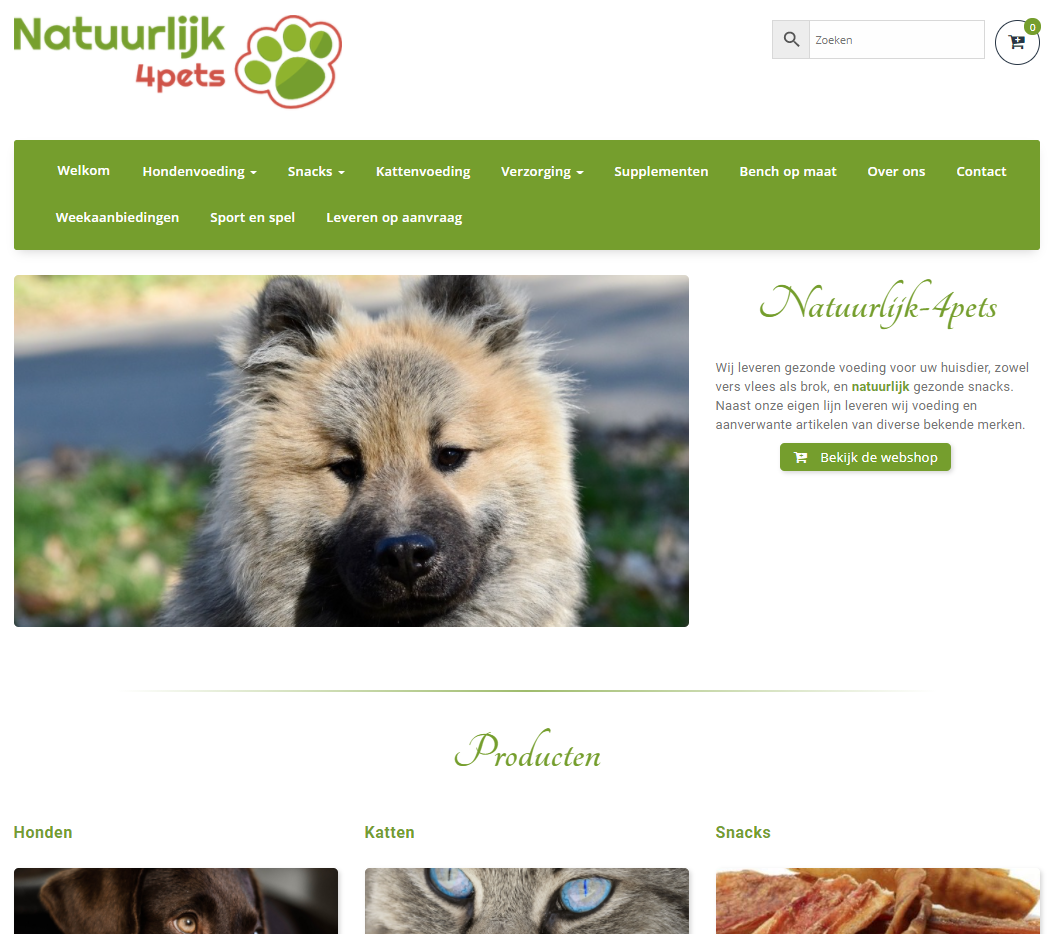 Natuurlijk
4pets
Zoeken
0
Welkom Hondenvoeding Snacks Kattenvoeding Verzorging Supplementen Bench op maat Over ons Contact
Weekaanbiedingen Sport en spel Leveren op aanvraag
Natuurlijk-4pets
Wij leveren gezonde voeding voor uw huisdier, zowel
vers vlees als brok, en natuurlijk gezonde snacks.
Naast onze eigen lijn leveren wij voeding en
aanverwante artikelen van diverse bekende merken.
Bekijk de webshop
Producten
Honden Katten Snacks